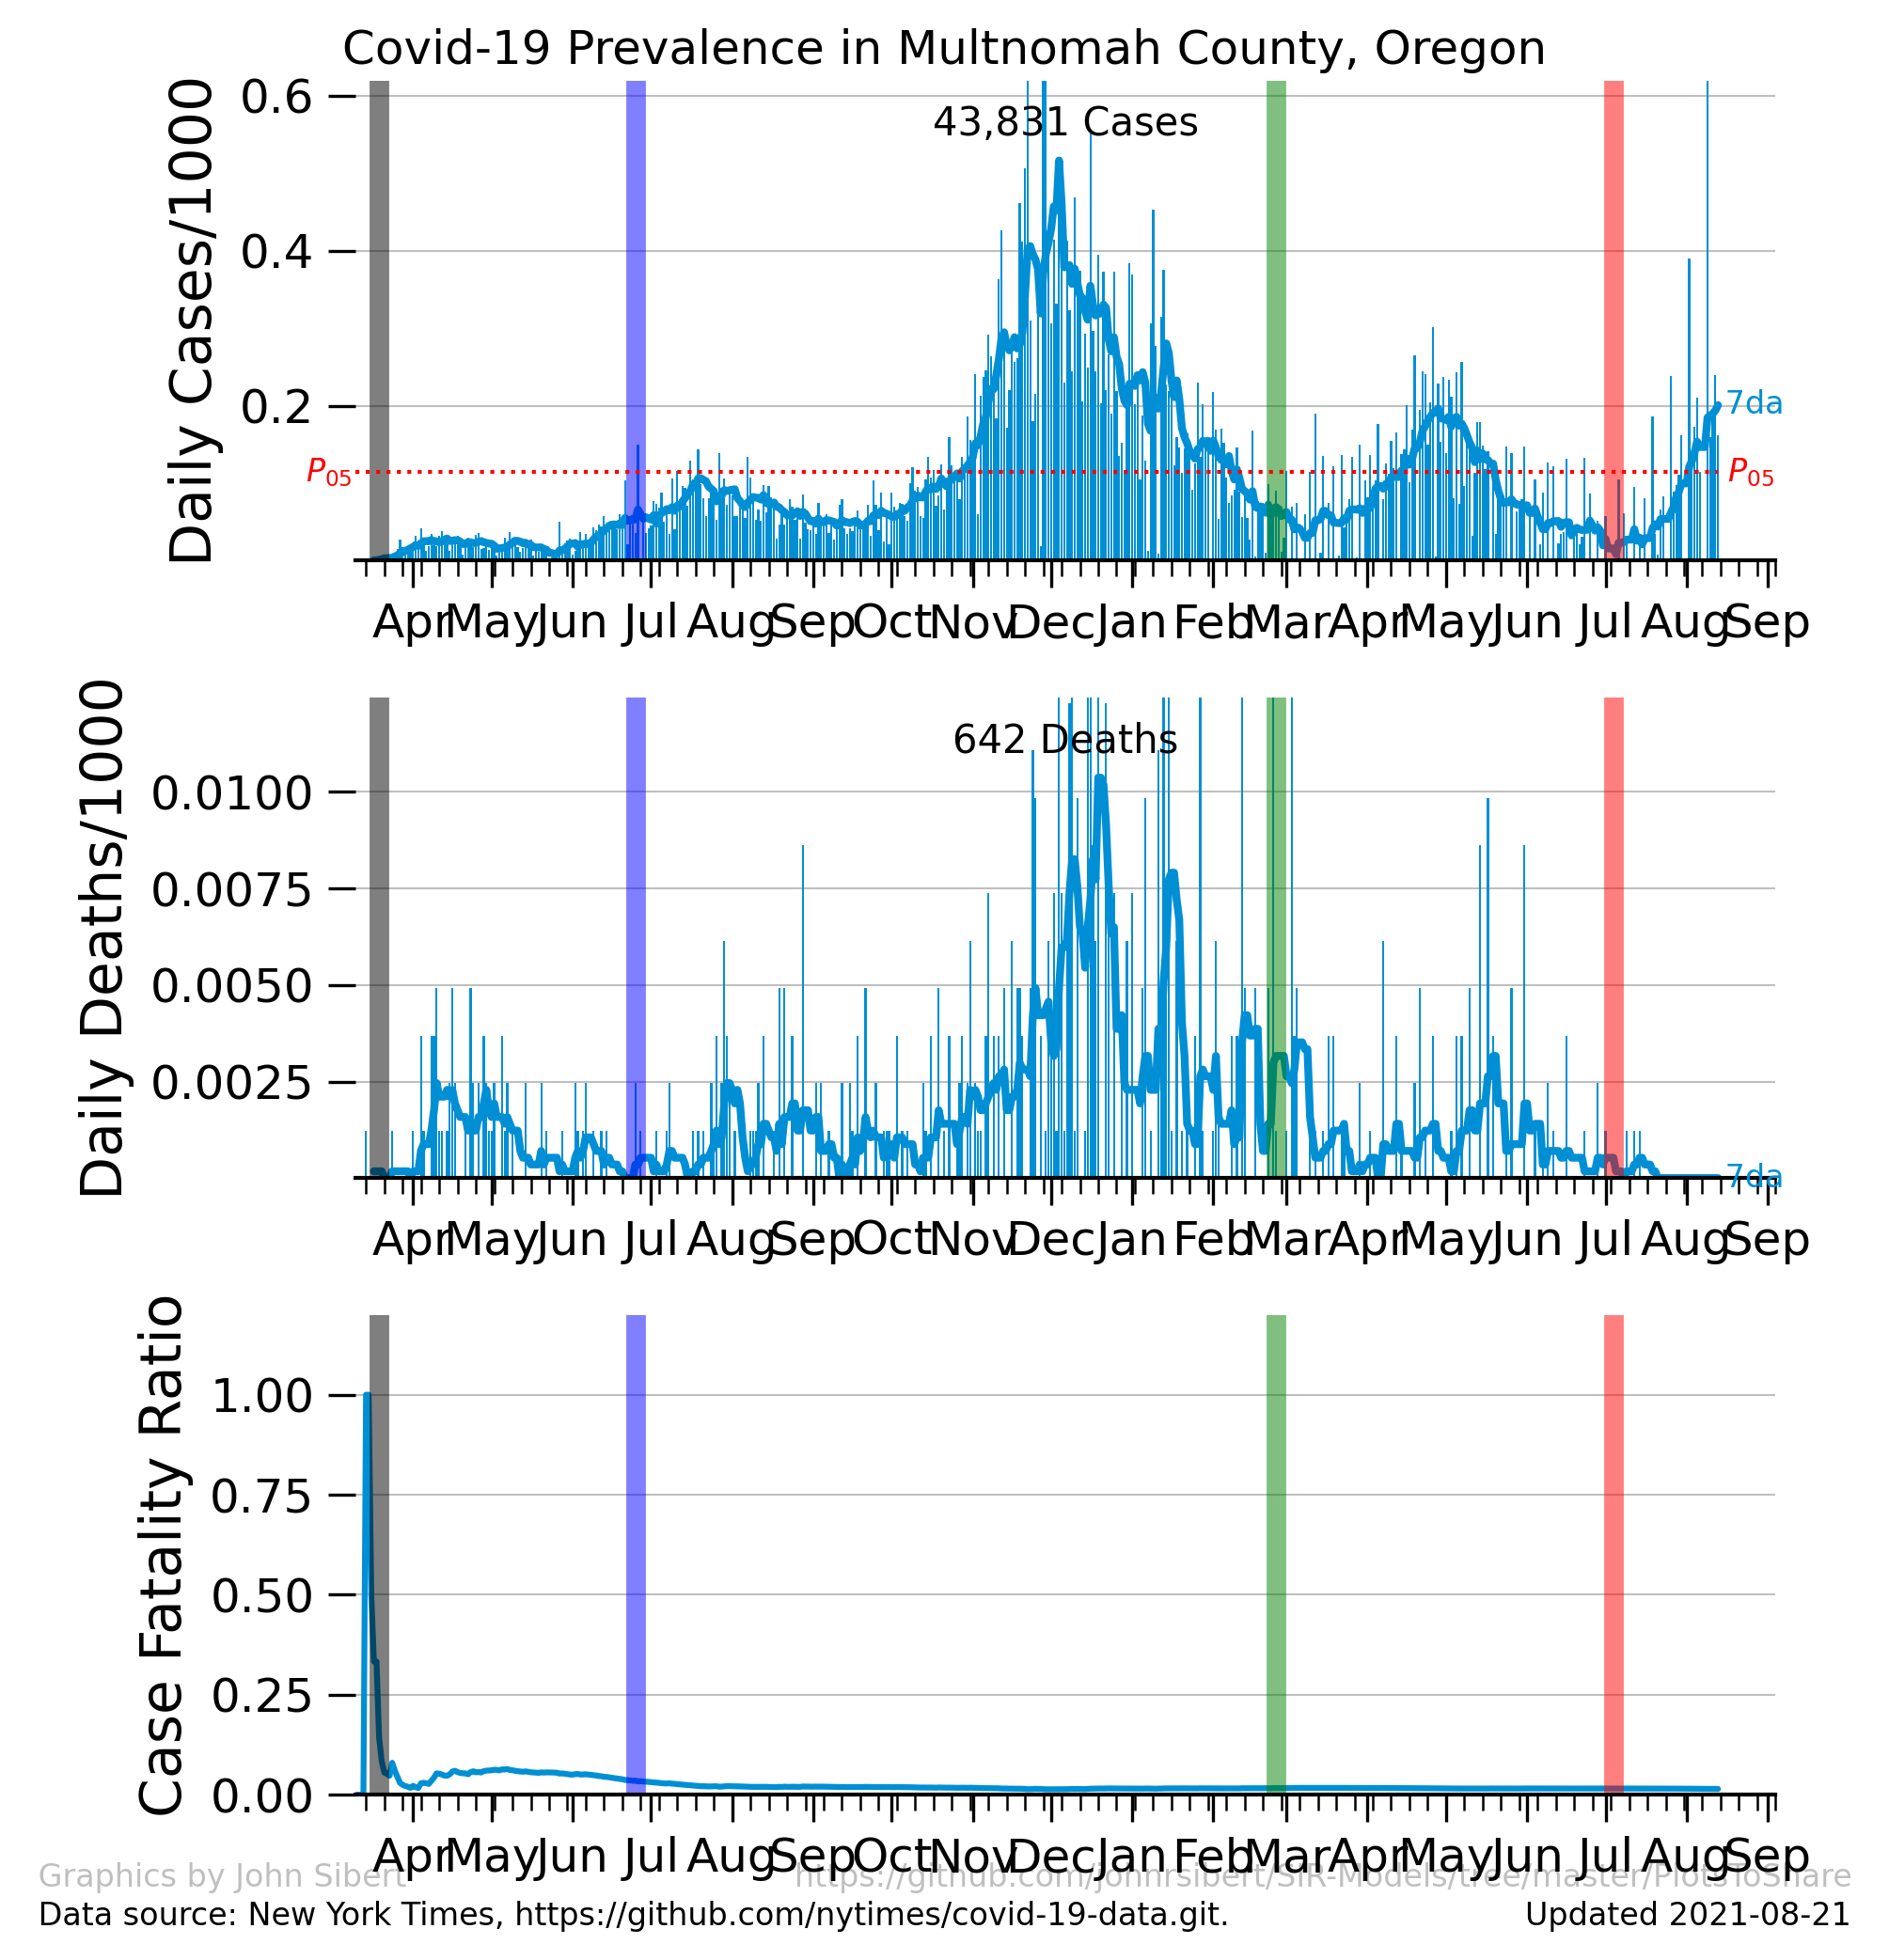 Covid-19 Prevalence in Multnomah County, Oregon
Daily Cases/1000
0.6
0.4
0.2
43,831 Cases
7da
P05
P05
Apr May Jun Jul Aug Sep Oct Nov Dec Jan Feb Mar Apr May Jun Jul Aug Sep
Daily Deaths/1000
0.0100
0.0075
0.0050
0.0025
642 Deaths
7da
Apr May Jun Jul Aug Sep Oct Nov Dec Jan Feb Mar Apr May Jun Jul Aug Sep
Case Fatality Ratio
1.00
0.75
0.50
0.25
0.00
Apr May Jun Jul Aug Sep Oct Nov Dec Jan Feb Mar Apr May Jun Jul Aug Sep
Graphics by John Sibert https://github.com/johnrsibert/SIR-Models/tree/master/PlotsToShare
Data source: New York Times, https://github.com/nytimes/covid-19-data.git. Updated 2021-08-21